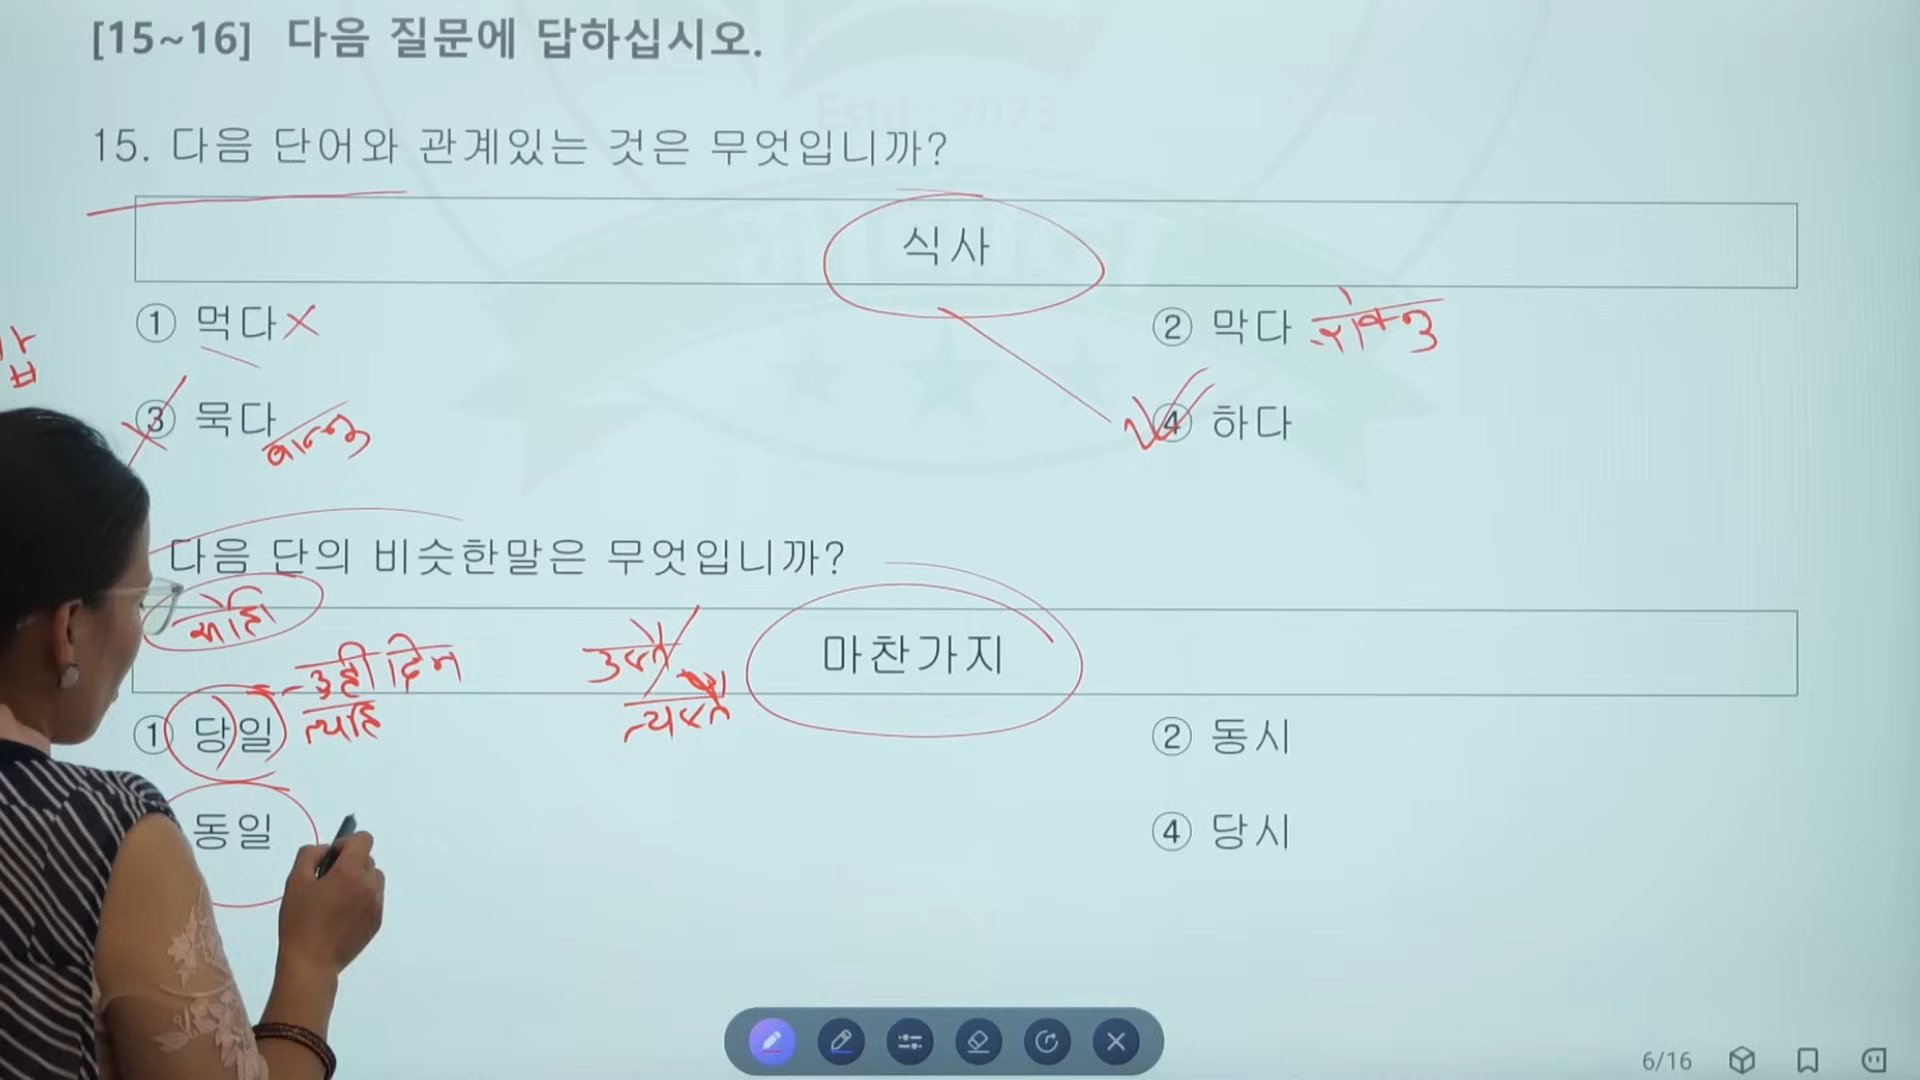 [15~16] 다음 질문에 답하십시오.
15. 다음 단어와 관계있는 것은 무엇입니까?
식사
① 먹다
② 막다 रोक्नु
③ 묵다 बान्नु
④ 하다
다음 단의 비슷한말은 무엇입니까?
마찬가지
① 당일 उही दिन
त्यहि
② 동시
동일
④ 당시
6/16